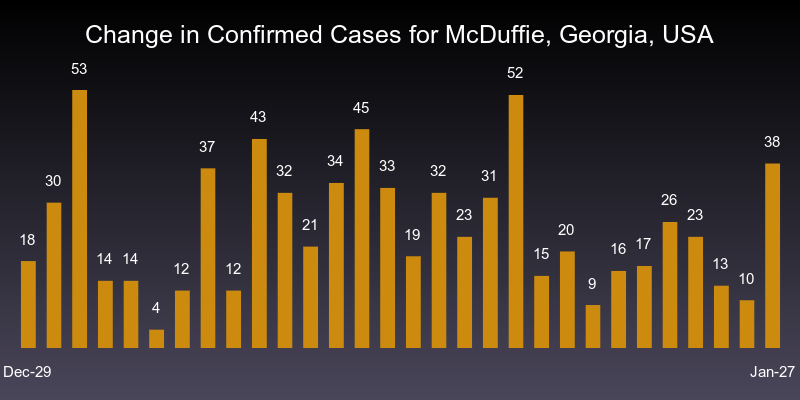 Change in Confirmed Cases for McDuffie, Georgia, USA
18 30 53 14 14 4 12 37 12 43 32 21 34 45 33 19 32 23 31 52 15 20 9 16 17 26 23 13 10 38
Dec-29 Jan-27